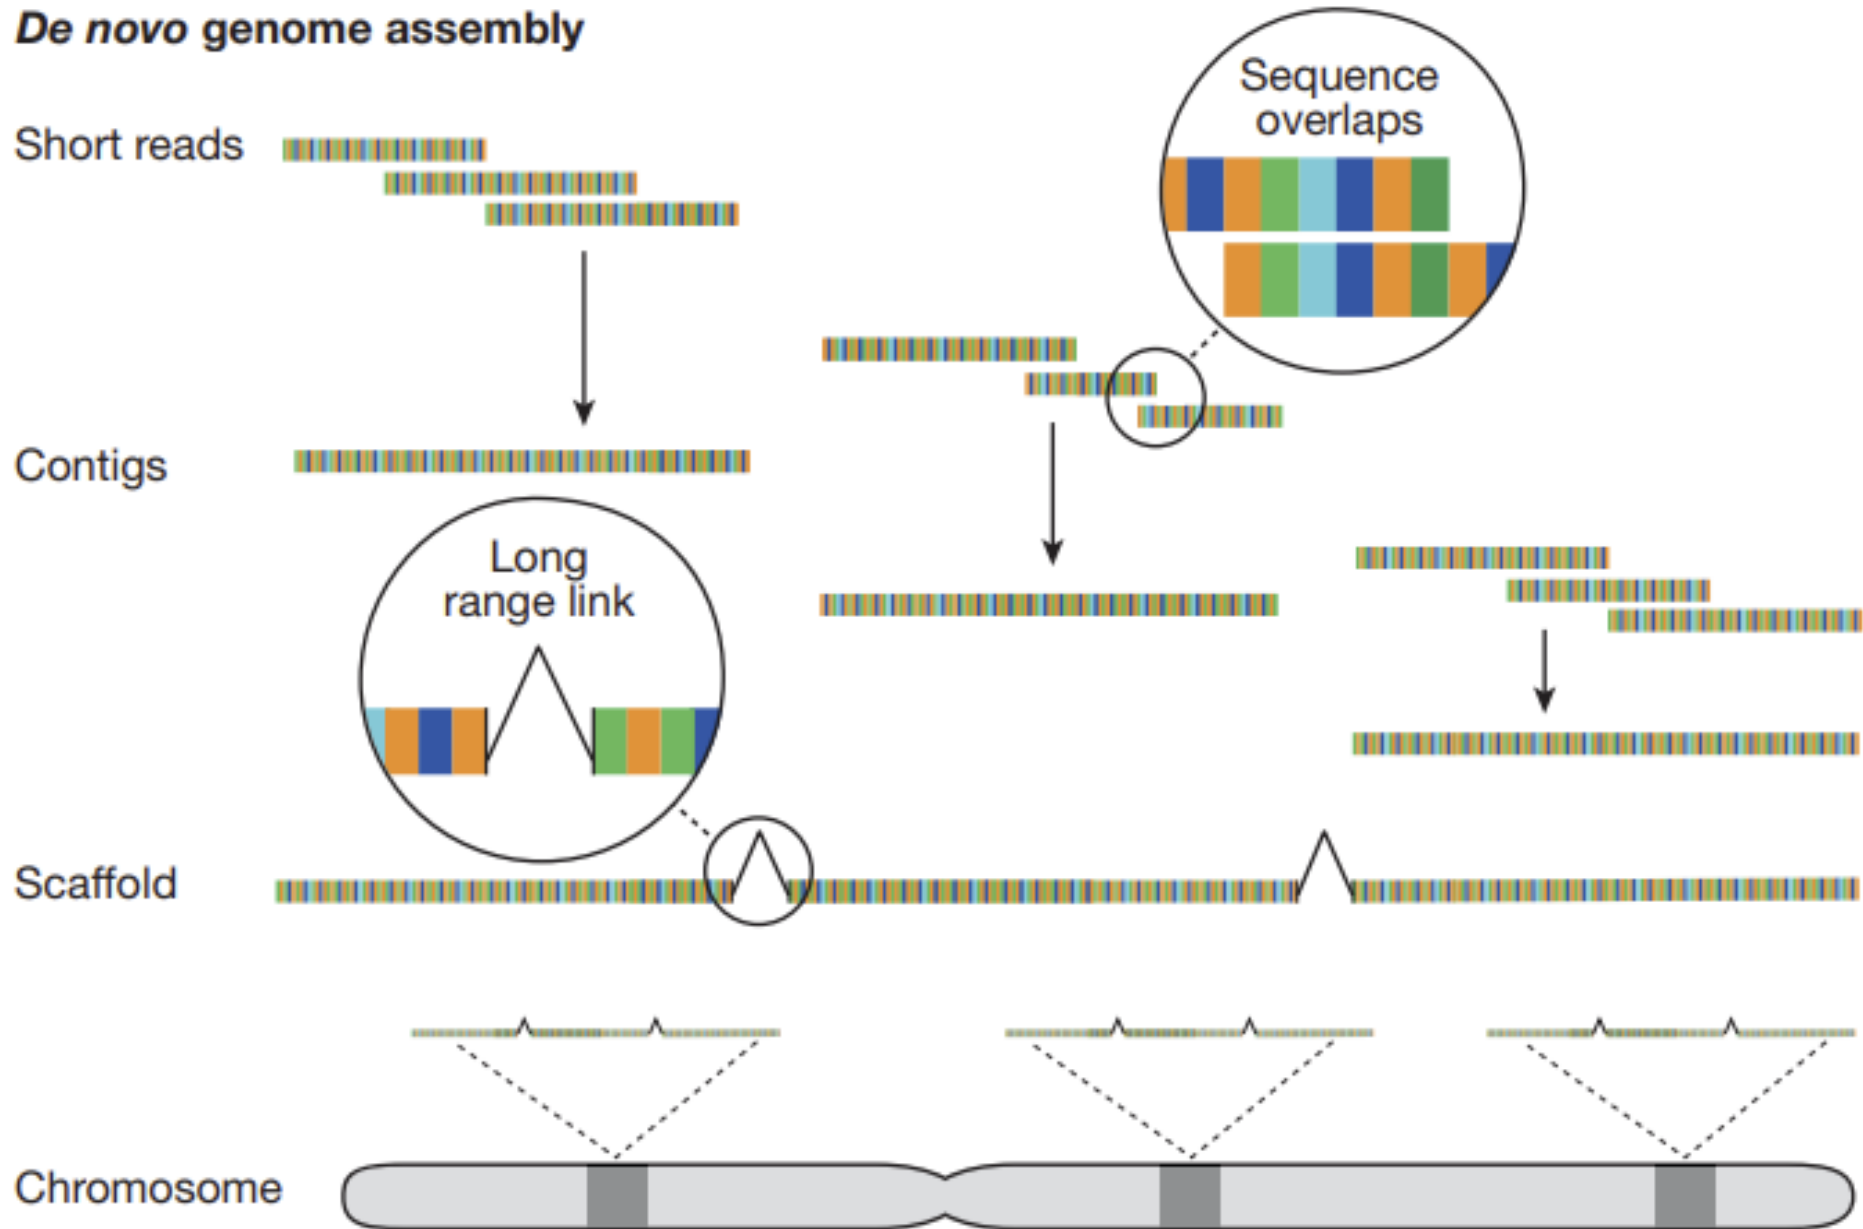 De novo genome assembly
Sequence
overlaps
Short reads
Contigs
Long
range link
Scaffold
Chromosome